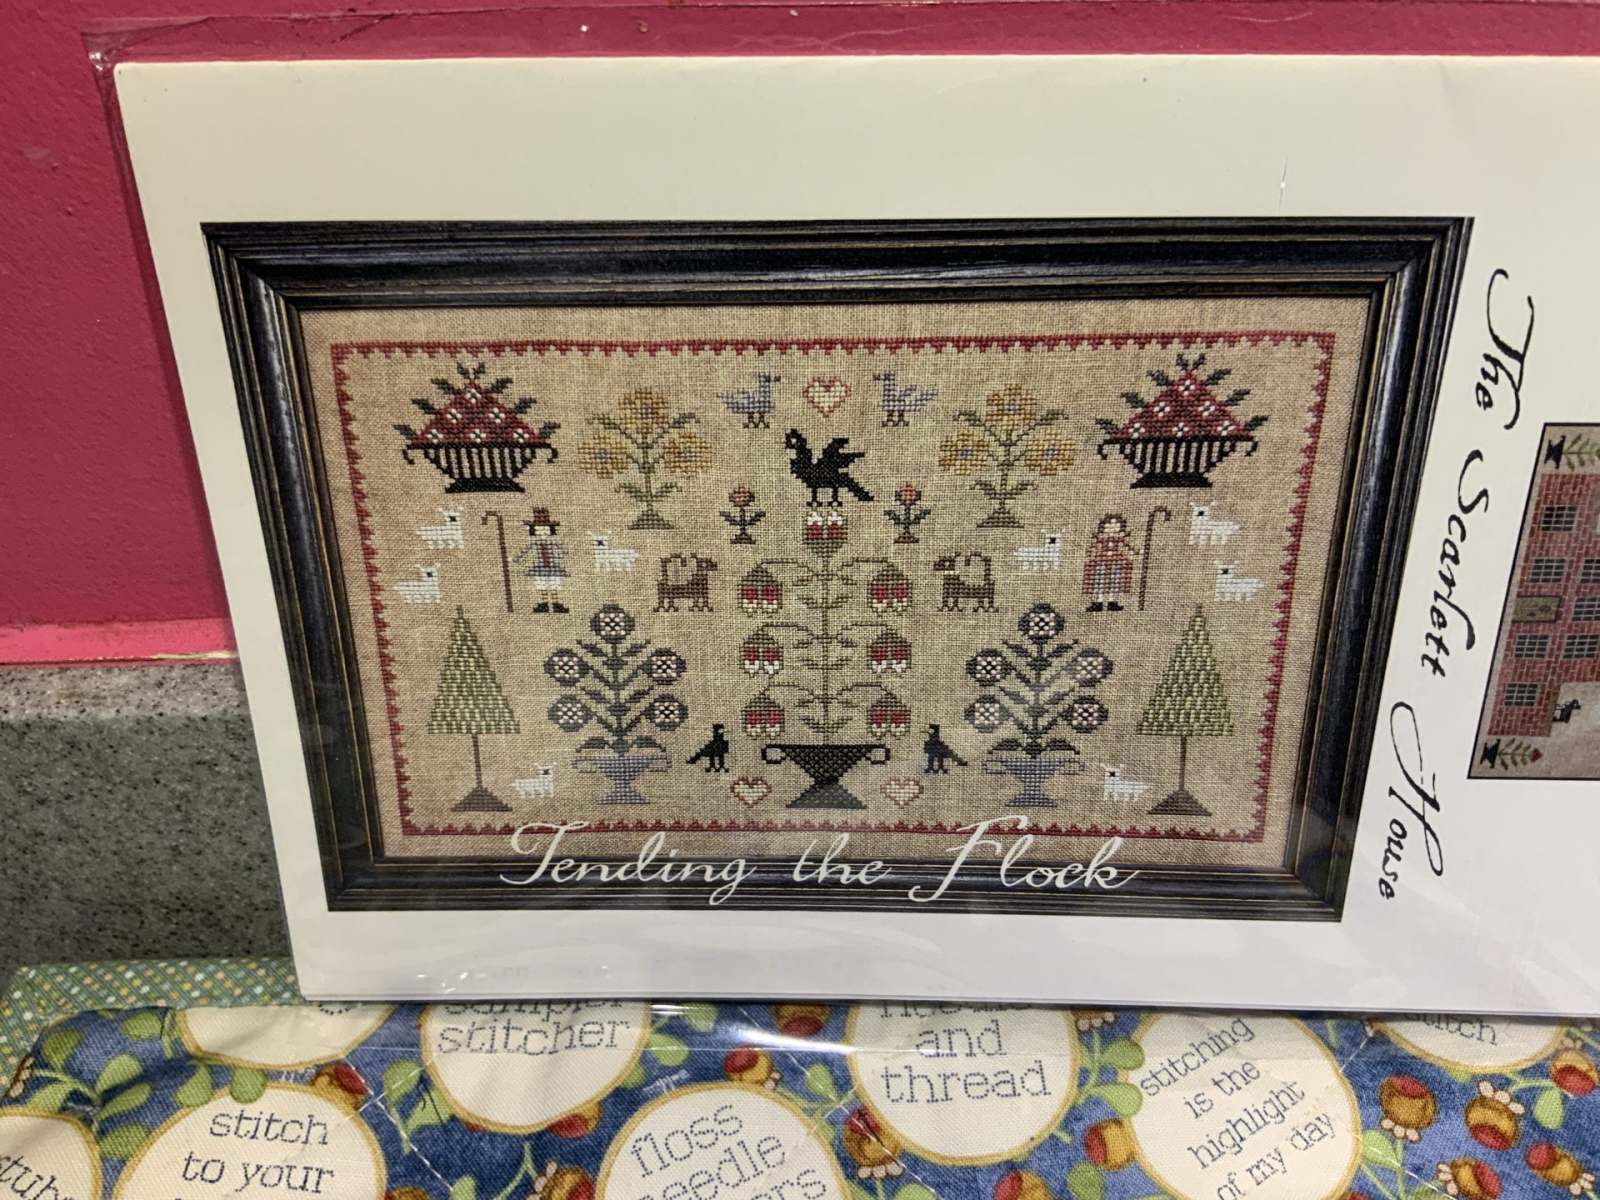 Tending the Flock
The Scarlett House
sampler
stitcher
and
thread
stitching
is the
highlight
of my day
stitch
stitch
to your
floss
needle